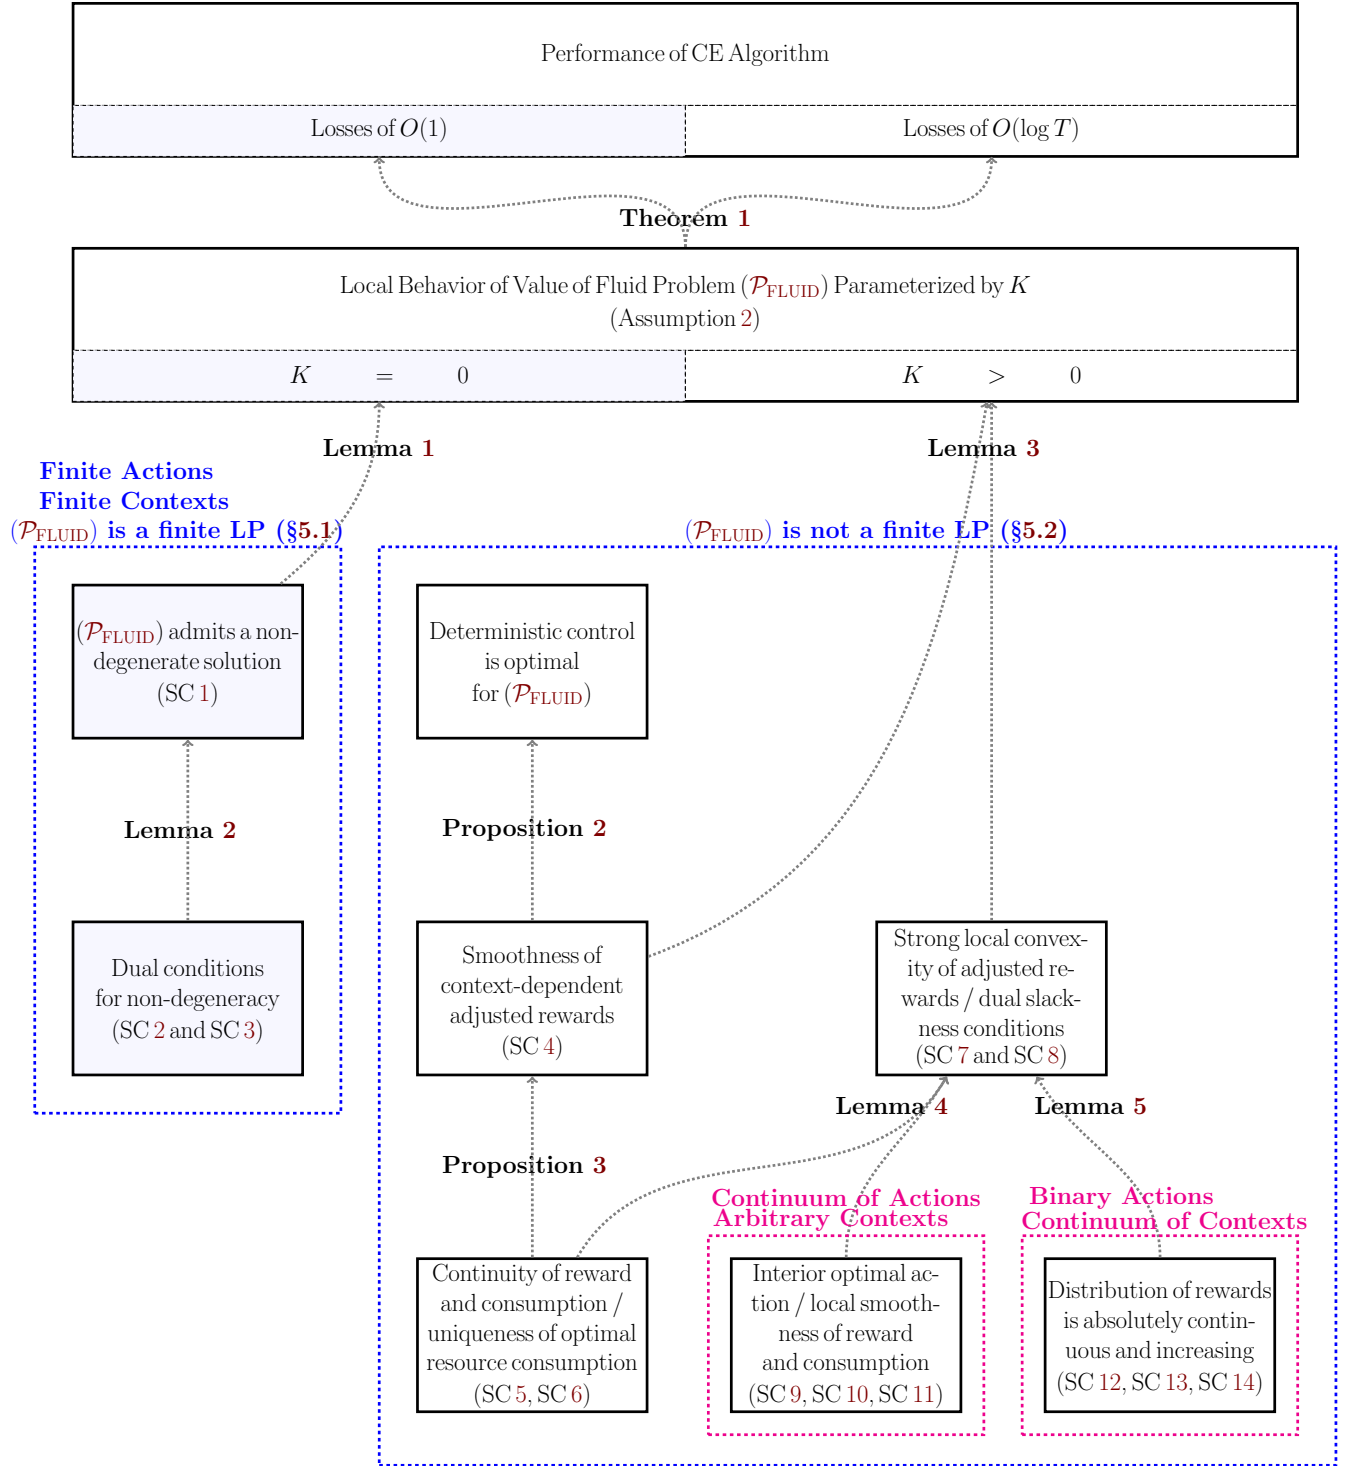 Performance of CE Algorithm
Losses of O(1)
Losses of O(log T)
Theorem 1
Local Behavior of Value of Fluid Problem (𝒫FLUID) Parameterized by K
(Assumption 2)
K = 0
K > 0
Lemma 1
Lemma 3
Finite Actions
Finite Contexts
(𝒫FLUID) is a finite LP (§5.1)
(𝒫FLUID) is not a finite LP (§5.2)
(𝒫FLUID) admits a non-
degenerate solution
(SC 1)
Deterministic control
is optimal
for (𝒫FLUID)
Lemma 2
Proposition 2
Dual conditions
for non-degeneracy
(SC 2 and SC 3)
Smoothness of
context-dependent
adjusted rewards
(SC 4)
Strong local convex-
ity of adjusted re-
wards / dual slack-
ness conditions
(SC 7 and SC 8)
Lemma 4
Lemma 5
Proposition 3
Continuum of Actions
Arbitrary Contexts
Binary Actions
Continuum of Contexts
Continuity of reward
and consumption /
uniqueness of optimal
resource consumption
(SC 5, SC 6)
Interior optimal ac-
tion / local smooth-
ness of reward
and consumption
(SC 9, SC 10, SC 11)
Distribution of rewards
is absolutely contin-
uous and increasing
(SC 12, SC 13, SC 14)